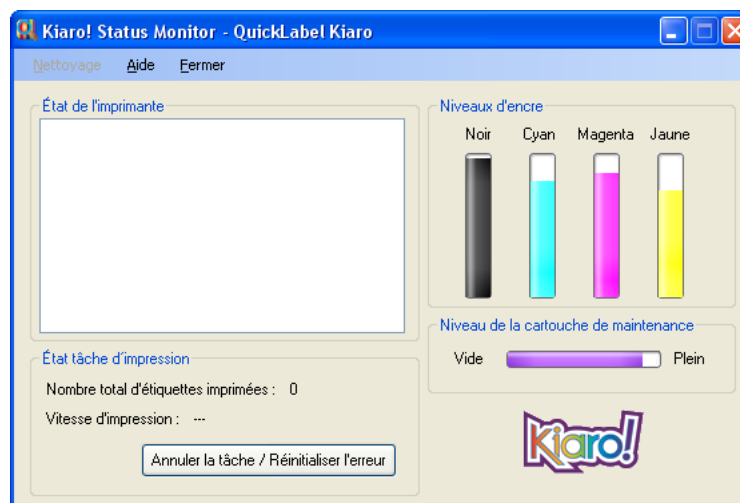 Kiaro! Status Monitor - QuickLabel Kiaro
Nettoyage Aide Fermer
État de l'imprimante
Niveaux d'encre
Noir Cyan Magenta Jaune
Niveau de la cartouche de maintenance
Vide Plein
État tâche d'impression
Nombre total d'étiquettes imprimées : 0
Vitesse d'impression : ---
Annuler la tâche / Réinitialiser l'erreur
Kiaro!